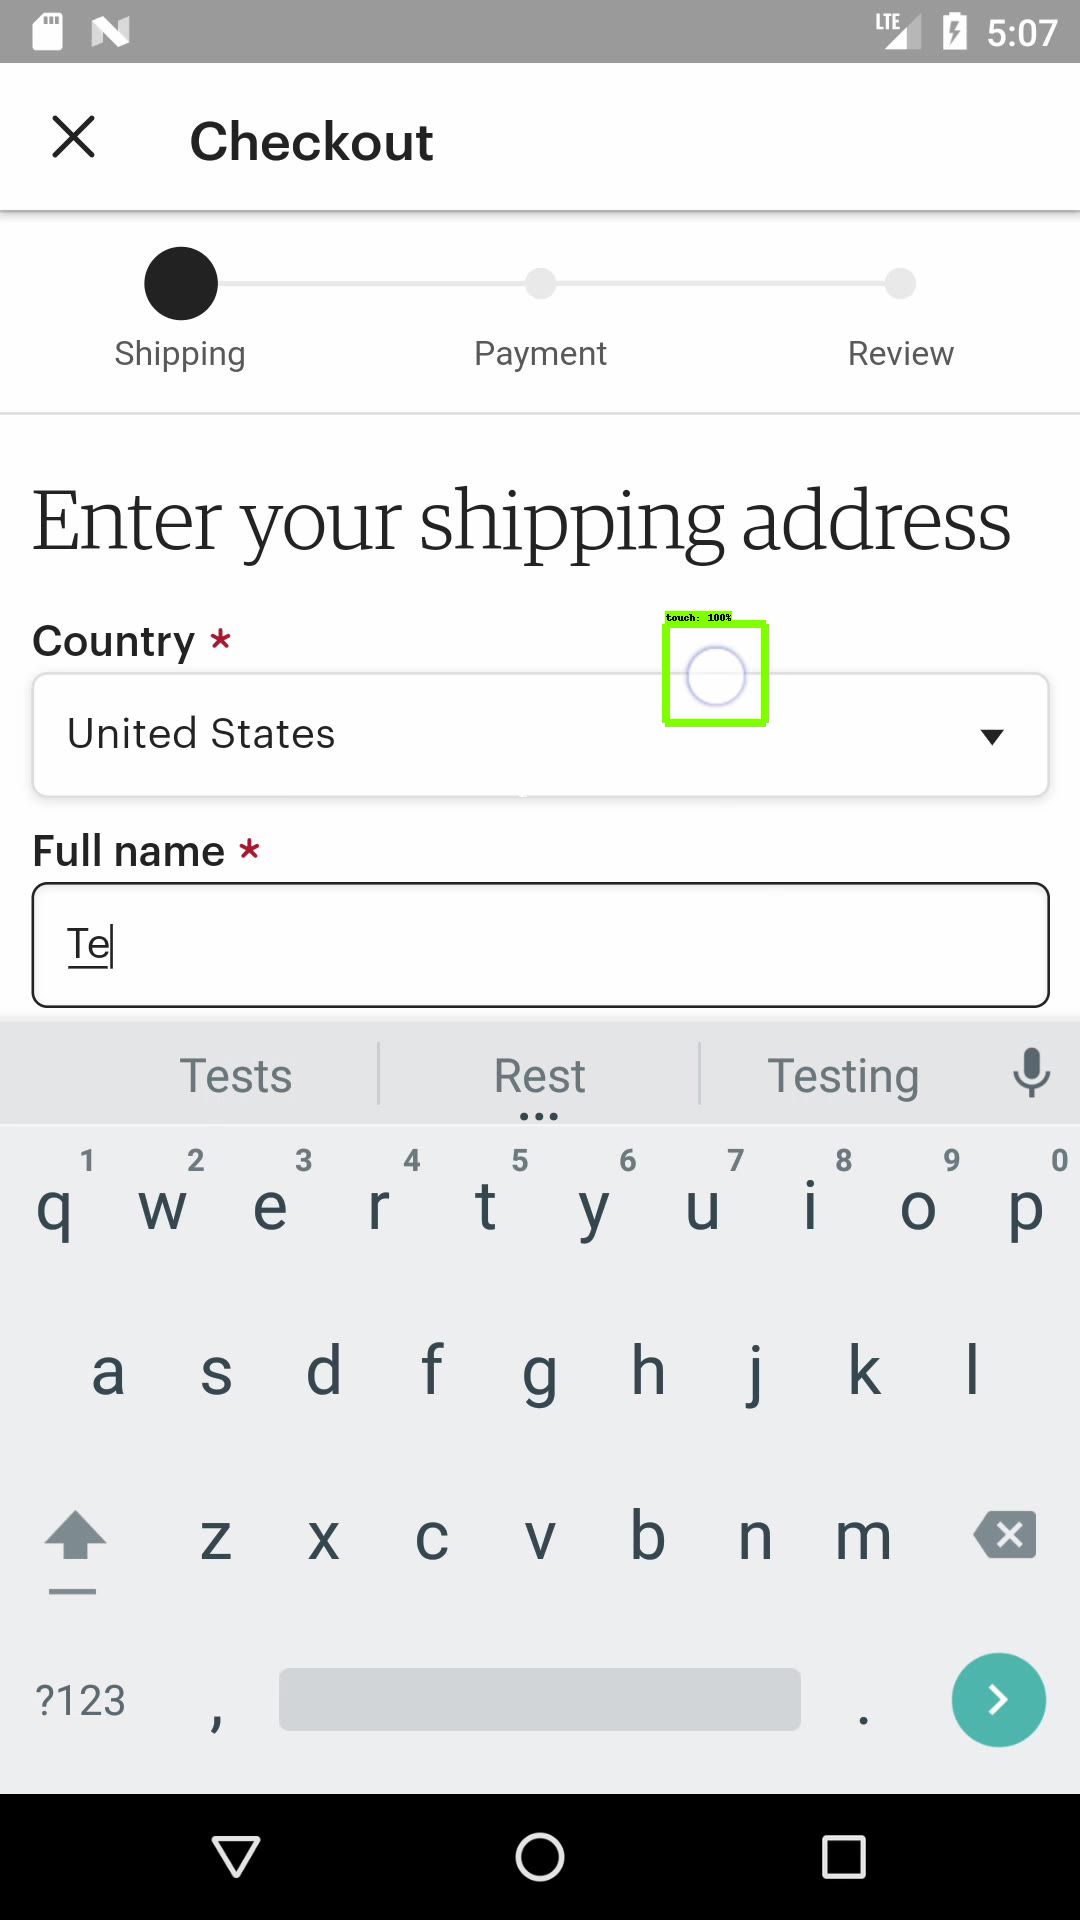 LTE 5:07
Checkout
Shipping Payment Review
Enter your shipping address
touch: 100%
Country *
United States
Full name *
Te
Tests Rest Testing
1 2 3 4 5 6 7 8 9 0
q w e r t y u i o p
a s d f g h j k l
z x c v b n m
?123 , .